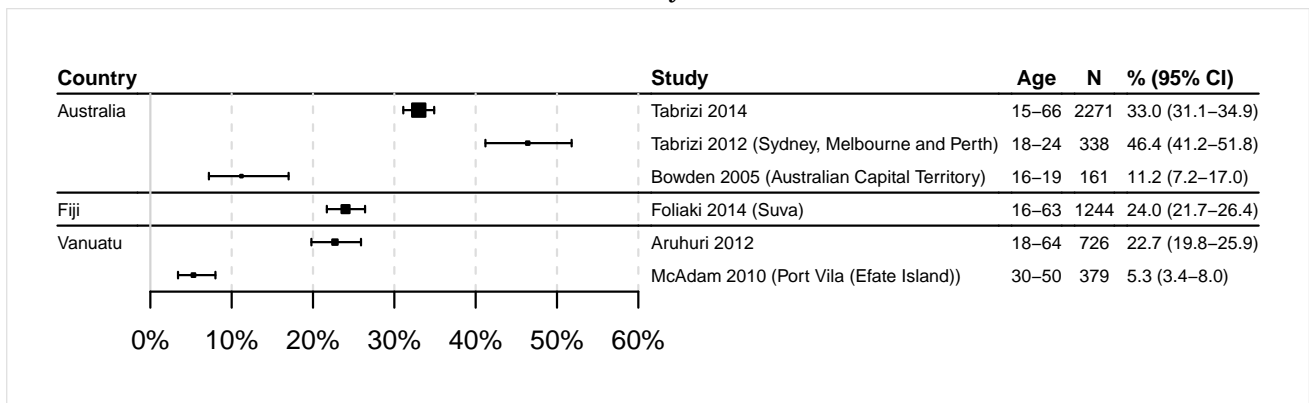 Country Study Age N % (95% CI)
Australia Tabrizi 2014 15–66 2271 33.0 (31.1–34.9)
Tabrizi 2012 (Sydney, Melbourne and Perth) 18–24 338 46.4 (41.2–51.8)
Bowden 2005 (Australian Capital Territory) 16–19 161 11.2 (7.2–17.0)
Fiji Foliaki 2014 (Suva) 16–63 1244 24.0 (21.7–26.4)
Vanuatu Aruhuri 2012 18–64 726 22.7 (19.8–25.9)
McAdam 2010 (Port Vila (Efate Island)) 30–50 379 5.3 (3.4–8.0)
0% 10% 20% 30% 40% 50% 60%